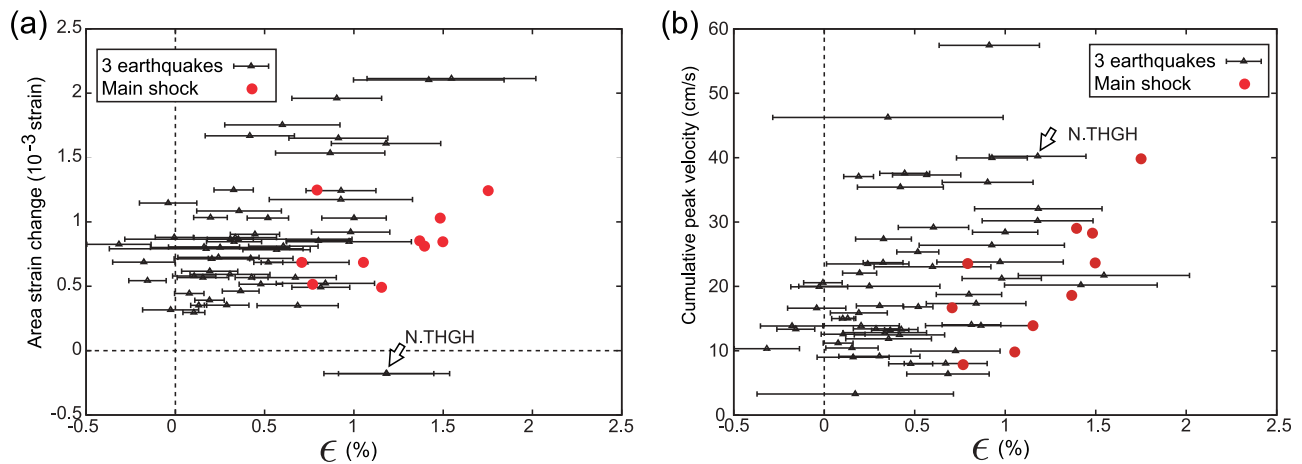 (a)
2.5
2
1.5
1
0.5
0
-0.5
Area strain change (10⁻³ strain)
3 earthquakes
Main shock
N.THGH
-0.5 0 0.5 1 1.5 2 2.5
ϵ (%)
(b)
60
50
40
30
20
10
0
Cumulative peak velocity (cm/s)
3 earthquakes
Main shock
N.THGH
-0.5 0 0.5 1 1.5 2 2.5
ϵ (%)